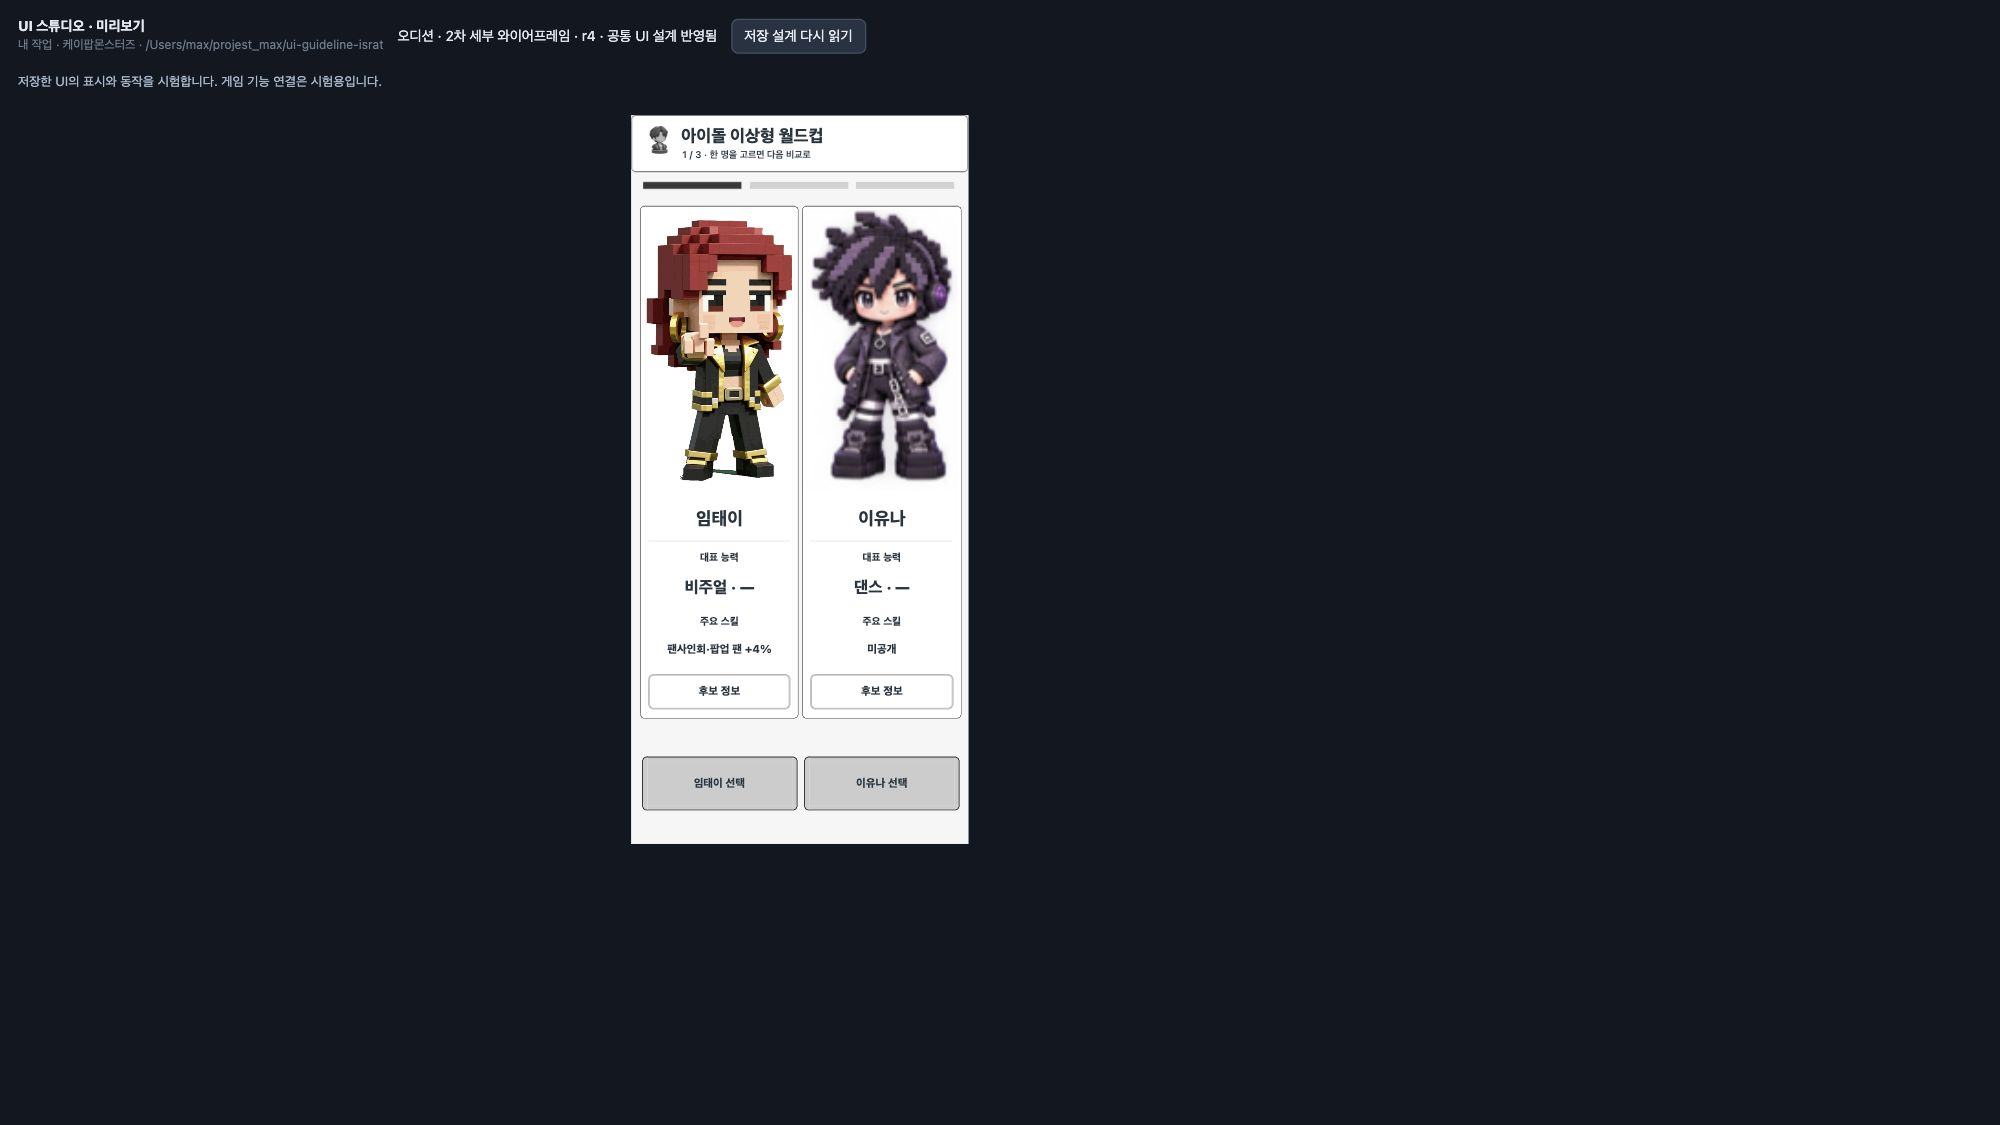 UI 스튜디오 · 미리보기
내 작업 · 케이팝몬스터즈 · /Users/max/projest_max/ui-guideline-israt
오디션 · 2차 세부 와이어프레임 · r4 · 공통 UI 설계 반영됨
저장 설계 다시 읽기
저장한 UI의 표시와 동작을 시험합니다. 게임 기능 연결은 시험용입니다.
아이돌 이상형 월드컵
1 / 3 · 한 명을 고르면 다음 비교로
임태이
대표 능력
비주얼 · —
주요 스킬
팬사인회·팝업 팬 +4%
후보 정보
이유나
대표 능력
댄스 · —
주요 스킬
미공개
후보 정보
임태이 선택
이유나 선택